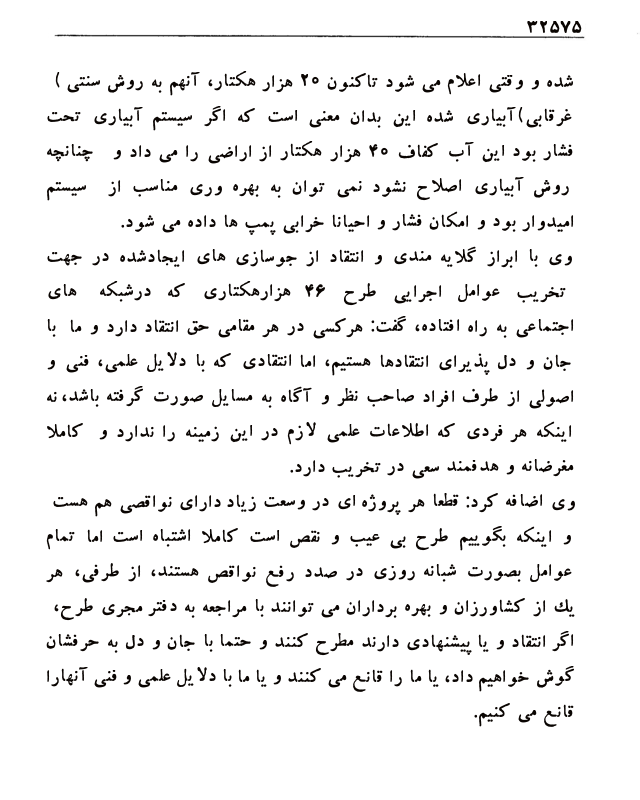 ۳۲۵۷۵
شده و وقتی اعلام می شود تاکنون ۲۰ هزار هکتار، آنهم به روش سنتی )
غرقابی)آبیاری شده این بدان معنی است که اگر سیستم آبیاری تحت
فشار بود این آب کفاف ۴۰ هزار هکتار از اراضی را می داد و چنانچه
روش آبیاری اصلاح نشود نمی توان به بهره وری مناسب از سیستم
امیدوار بود و امکان فشار و احیانا خرابی پمپ ها داده می شود.
وی با ابراز گلایه مندی و انتقاد از جوسازی های ایجادشده در جهت
تخریب عوامل اجرایی طرح ۴۶ هزارهکتاری که درشبکه های
اجتماعی به راه افتاده، گفت: هرکسی در هر مقامی حق انتقاد دارد و ما با
جان و دل پذیرای انتقادها هستیم، اما انتقادی که با دلایل علمی، فنی و
اصولی از طرف افراد صاحب نظر و آگاه به مسایل صورت گرفته باشد، نه
اینکه هر فردی که اطلاعات علمی لازم در این زمینه را ندارد و کاملا
مغرضانه و هدفمند سعی در تخریب دارد.
وی اضافه کرد: قطعا هر پروژه ای در وسعت زیاد دارای نواقصی هم هست
و اینکه بگوییم طرح بی عیب و نقص است کاملا اشتباه است اما تمام
عوامل بصورت شبانه روزی در صدد رفع نواقص هستند، از طرفی، هر
یك از کشاورزان و بهره برداران می توانند با مراجعه به دفتر مجری طرح،
اگر انتقاد و یا پیشنهادی دارند مطرح کنند و حتما با جان و دل به حرفشان
گوش خواهیم داد، یا ما را قانع می کنند و یا ما با دلایل علمی و فنی آنهارا
قانع می کنیم.